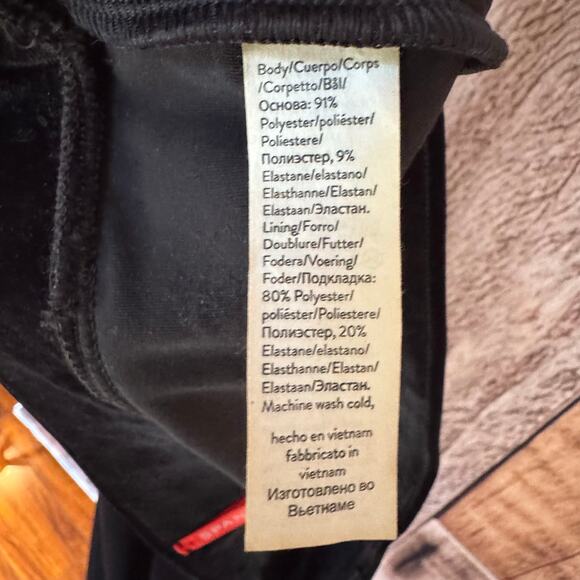 Body/Cuerpo/Corps
/Corpetto/Bål/
Основа: 91%
Polyester/poliéster/
Poliestere/
Полиэстер, 9%
Elastane/elastano/
Elasthanne/Elastan/
Elastaan/Эластан.
Lining/Forro/
Doublure/Futter/
Fodera/Voering/
Foder/Подкладка:
80% Polyester/
poliéster/Poliestere/
Полиэстер, 20%
Elastane/elastano/
Elasthanne/Elastan/
Elastaan/Эластан.
Machine wash cold,
hecho en vietnam
fabbricato in
vietnam
Изготовлено во
Вьетнаме